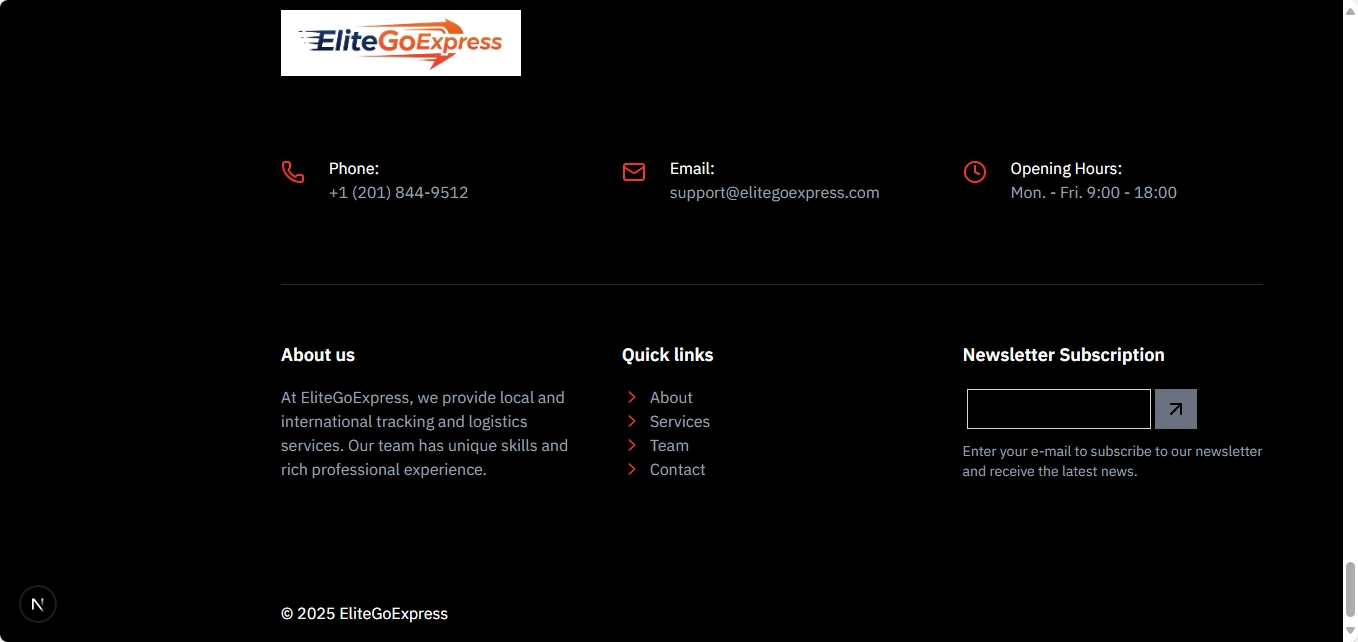 EliteGoExpress
Phone:
+1 (201) 844-9512
Email:
support@elitegoexpress.com
Opening Hours:
Mon. - Fri. 9:00 - 18:00
About us
At EliteGoExpress, we provide local and
international tracking and logistics
services. Our team has unique skills and
rich professional experience.
Quick links
About
Services
Team
Contact
Newsletter Subscription
Enter your e-mail to subscribe to our newsletter
and receive the latest news.
N
© 2025 EliteGoExpress